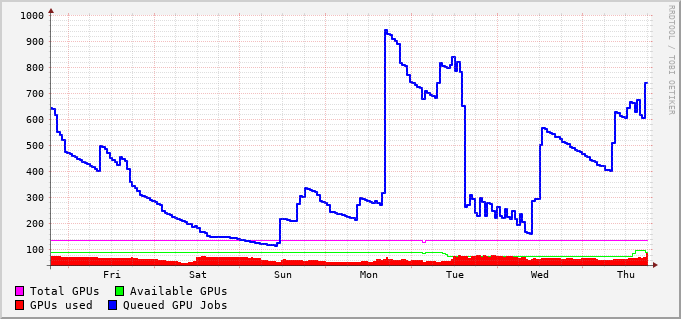 1000
900
800
700
600
500
400
300
200
100
Fri Sat Sun Mon Tue Wed Thu
Total GPUs Available GPUs
GPUs used Queued GPU Jobs
RRDTOOL / TOBI OETIKER